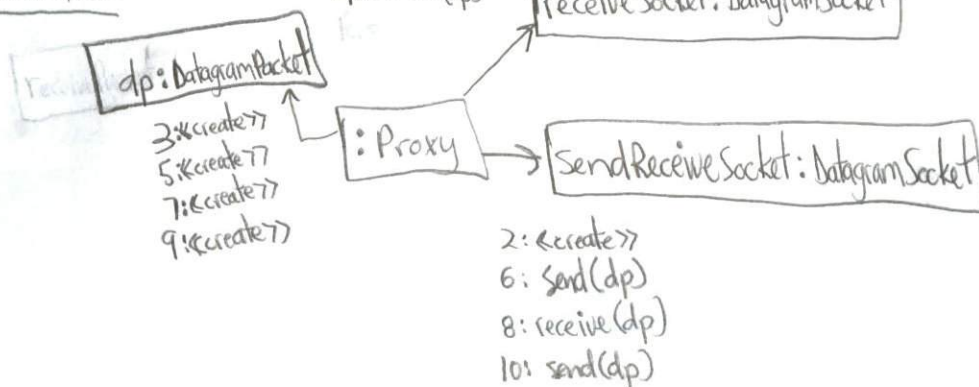 receiveSocket: DatagramSocket
dp: DatagramPacket
3:<<create>>
5:<<create>>
7:<<create>>
9:<<create>>
: Proxy
SendReceiveSocket: DatagramSocket
2: <<create>>
6: send(dp)
8: receive(dp)
10: send(dp)